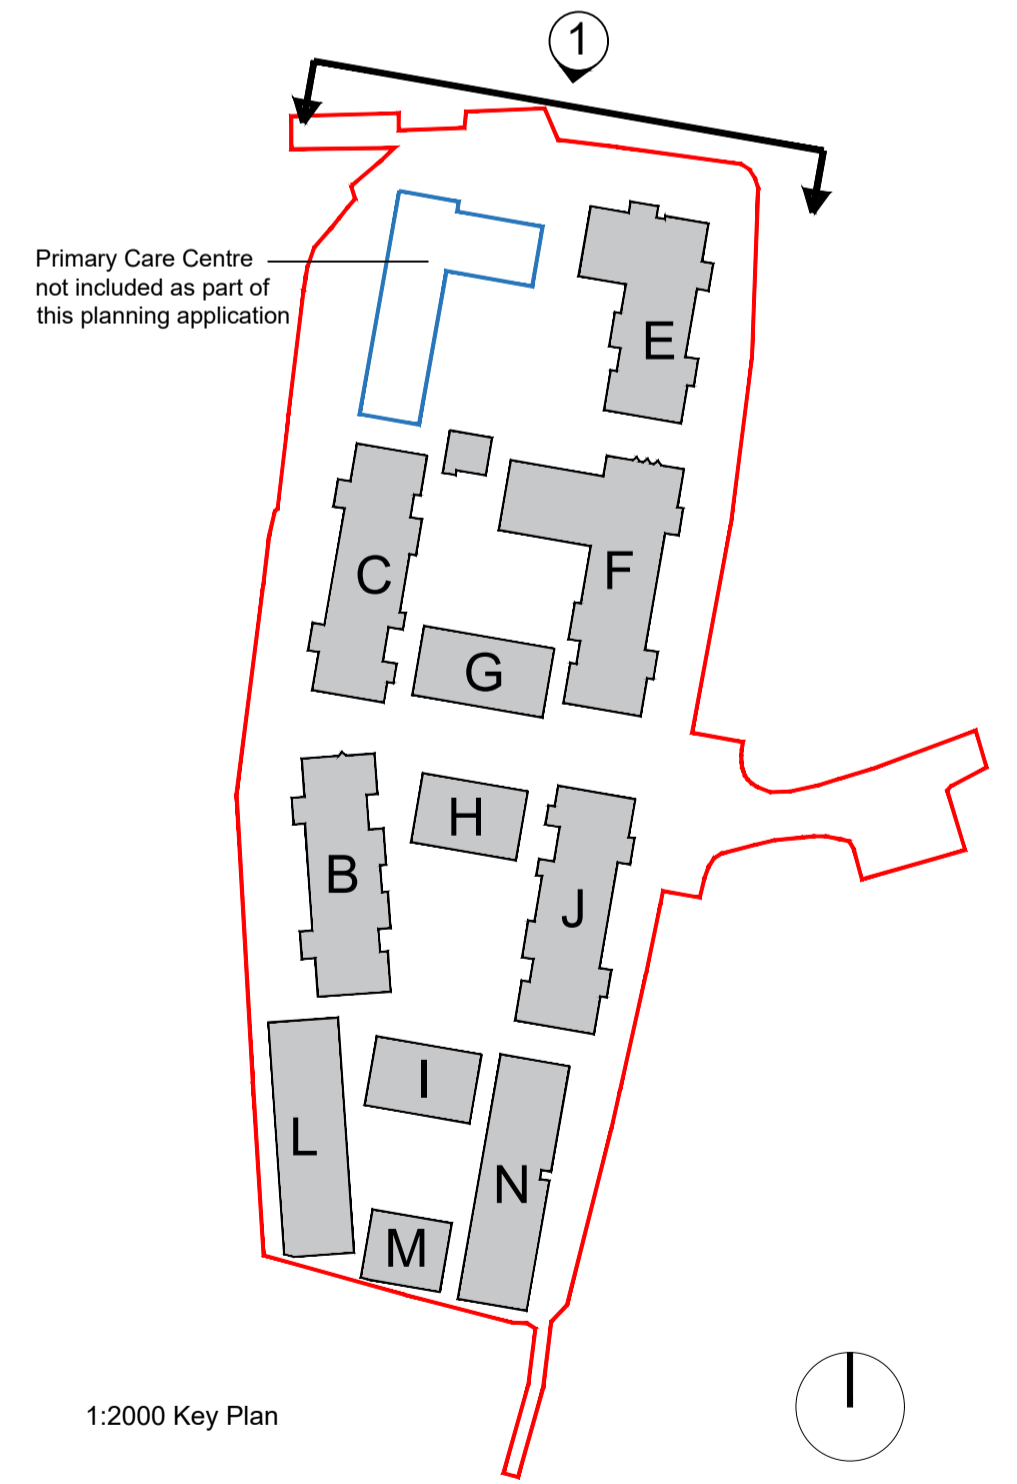 1
Primary Care Centre
not included as part of
this planning application
E
C
F
G
H
B
J
I
L
N
M
1:2000 Key Plan